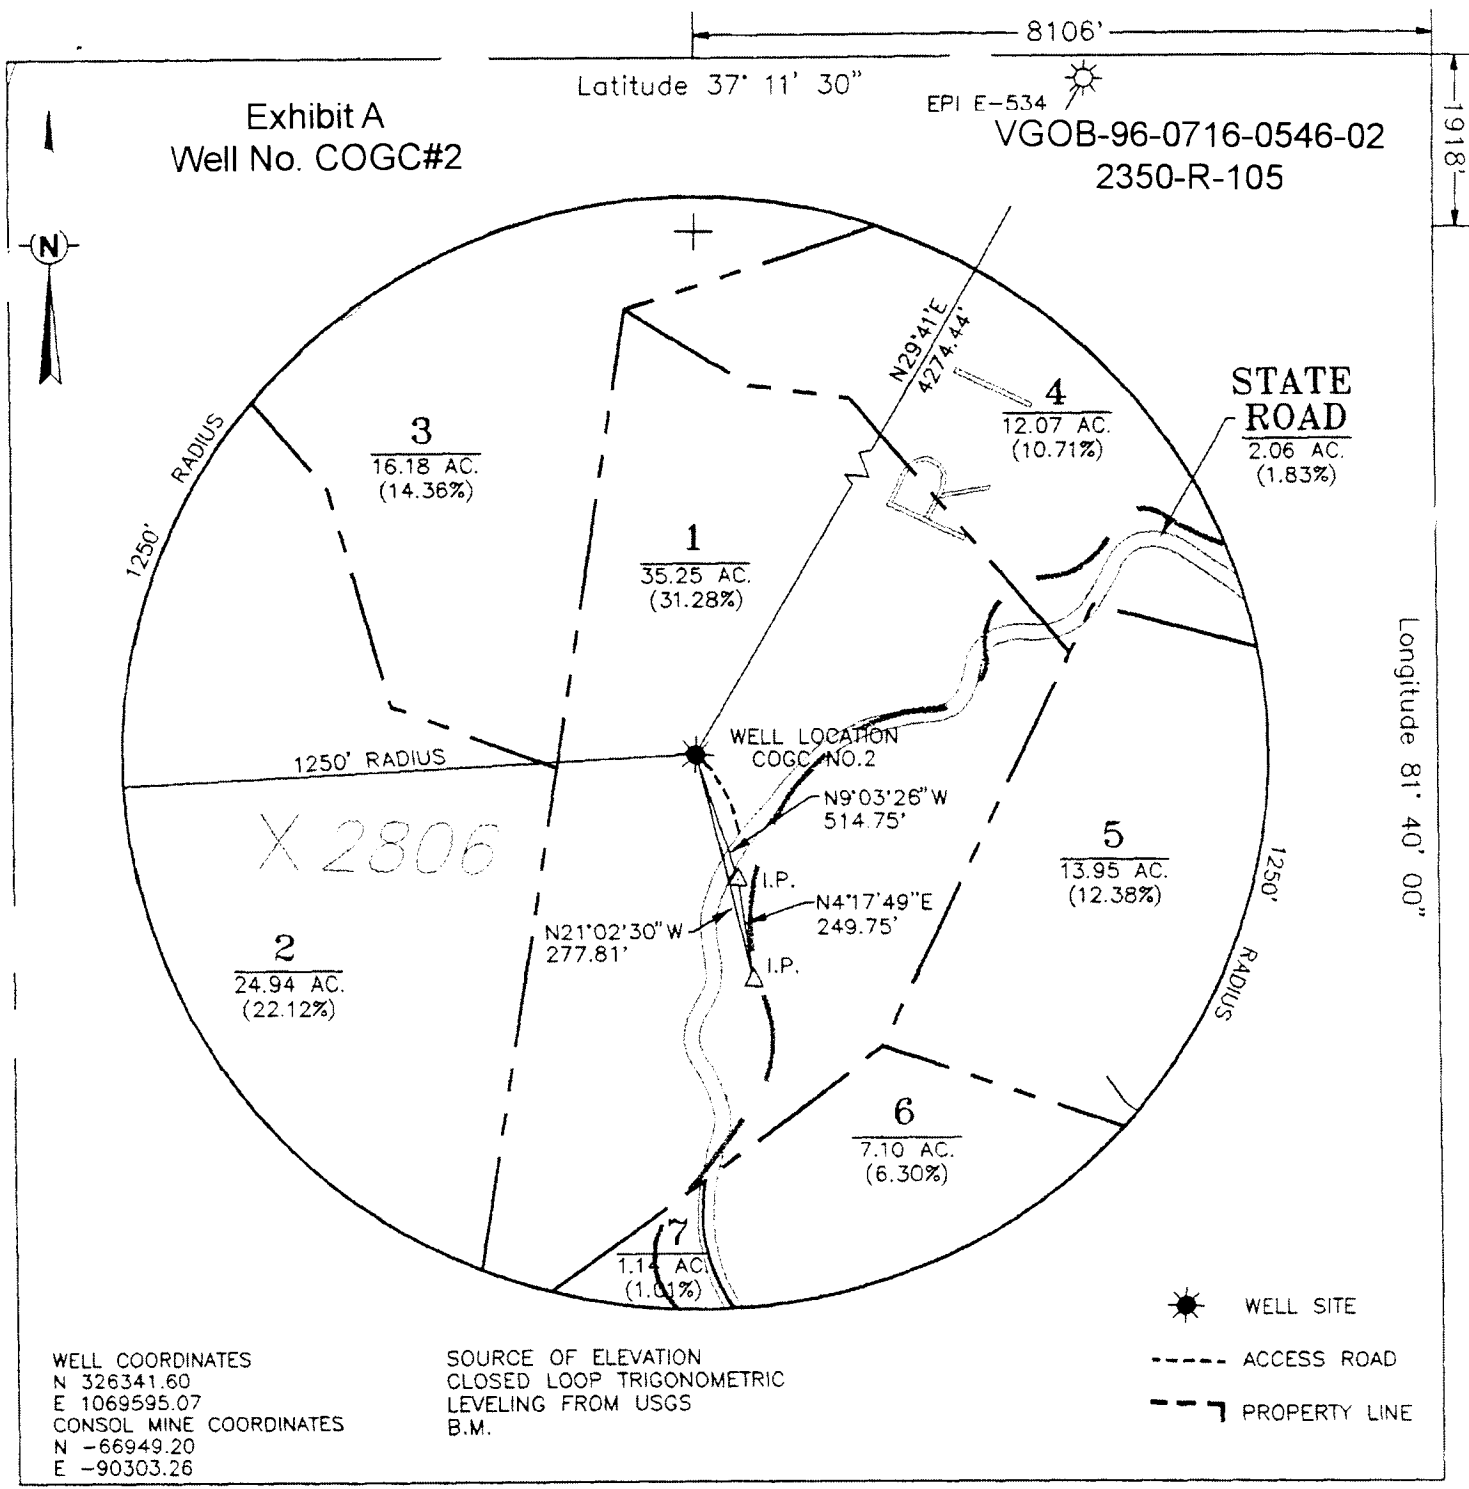 8106'
Latitude 37° 11' 30"
EPI E-534
Exhibit A
Well No. COGC#2
VGOB-96-0716-0546-02
2350-R-105
1918'
N
N29°41'E
4274.44'
STATE
ROAD
2.06 AC.
(1.83%)
4
12.07 AC.
(10.71%)
3
16.18 AC.
(14.36%)
RADIUS
1250'
1
35.25 AC.
(31.28%)
Longitude 81° 40' 00"
WELL LOCATION
COGC NO.2
1250' RADIUS
N9°03'26"W
514.75'
X 2806
5
13.95 AC.
(12.38%)
1250'
RADIUS
I.P.
N4°17'49"E
249.75'
N21°02'30"W
277.81'
I.P.
2
24.94 AC.
(22.12%)
6
7.10 AC.
(6.30%)
7
1.14 AC.
(1.01%)
WELL SITE
ACCESS ROAD
PROPERTY LINE
WELL COORDINATES
N 326341.60
E 1069595.07
CONSOL MINE COORDINATES
N -66949.20
E -90303.26
SOURCE OF ELEVATION
CLOSED LOOP TRIGONOMETRIC
LEVELING FROM USGS
B.M.